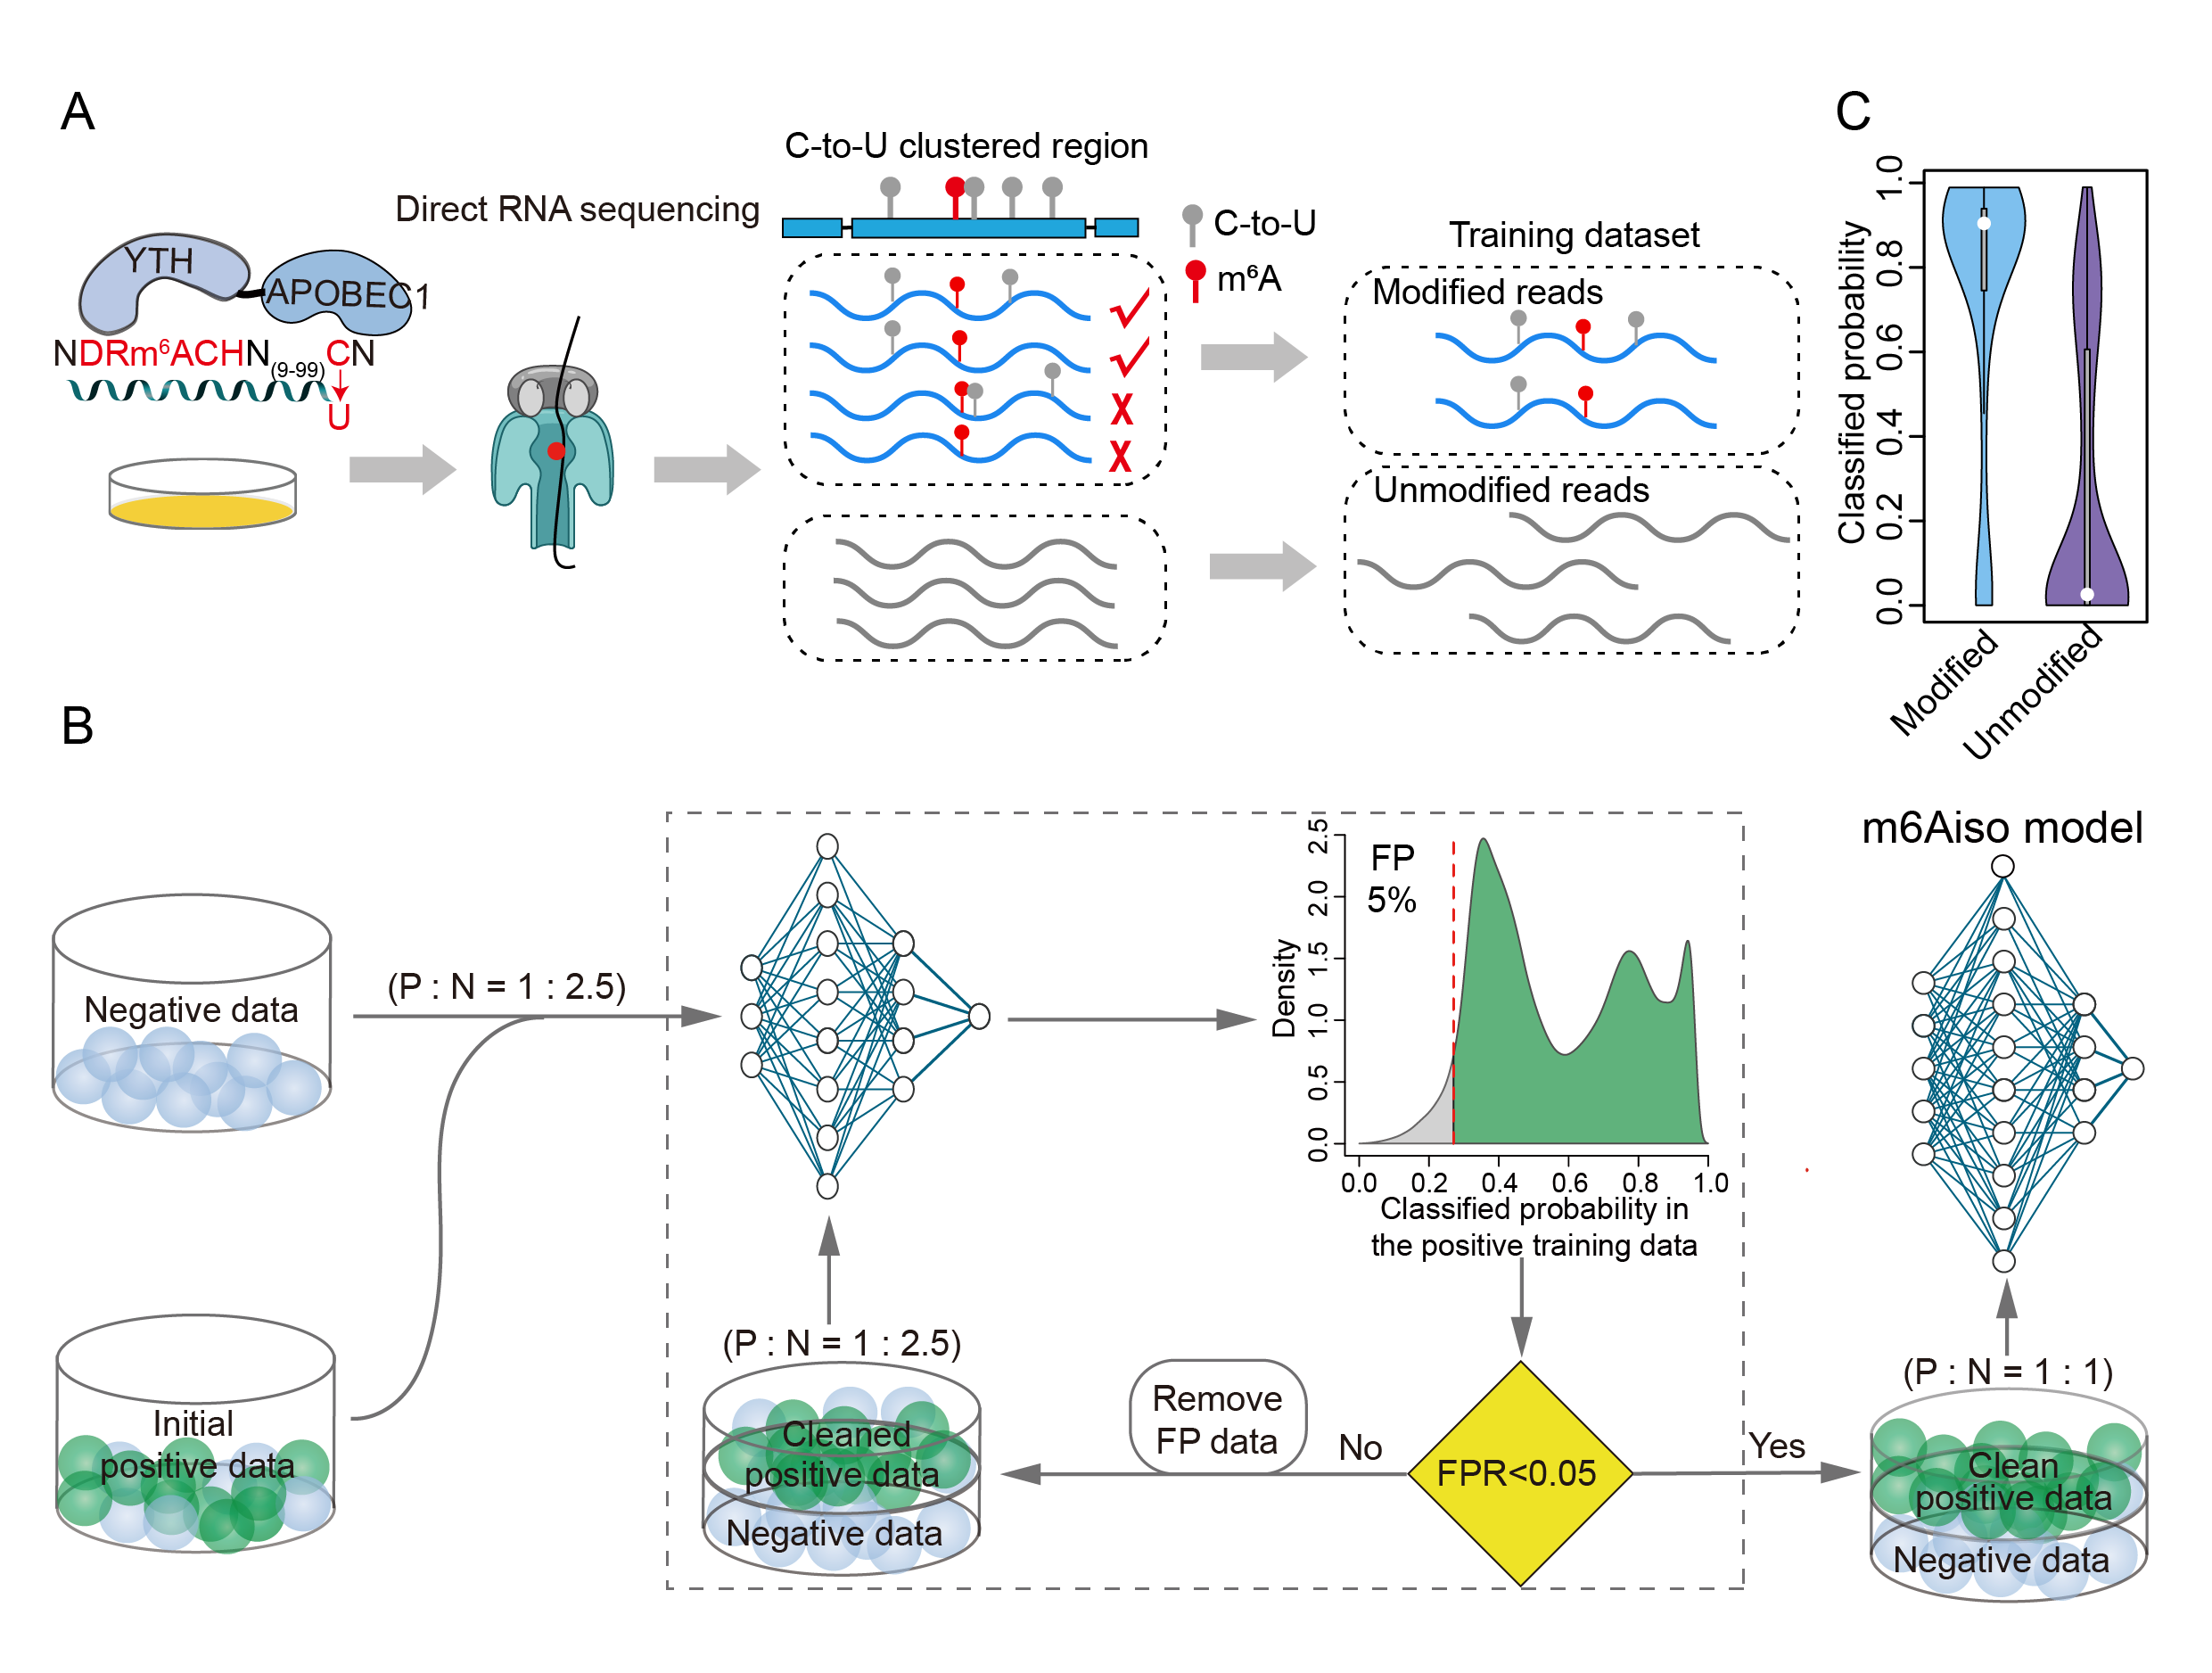 A
C-to-U clustered region
Direct RNA sequencing
C-to-U
m⁶A
YTH
APOBEC1
NDRm⁶ACHN(9-99)CN
U
Training dataset
Modified reads
Unmodified reads
C
Classified probability
0.0 0.2 0.4 0.6 0.8 1.0
Modified
Unmodified
B
Negative data
(P : N = 1 : 2.5)
Initial
positive data
FP
5%
Density
0.0 0.5 1.0 1.5 2.0 2.5
0.0 0.2 0.4 0.6 0.8 1.0
Classified probability in
the positive training data
(P : N = 1 : 2.5)
Cleaned
positive data
Negative data
Remove
FP data
No
FPR<0.05
Yes
m6Aiso model
(P : N = 1 : 1)
Clean
positive data
Negative data